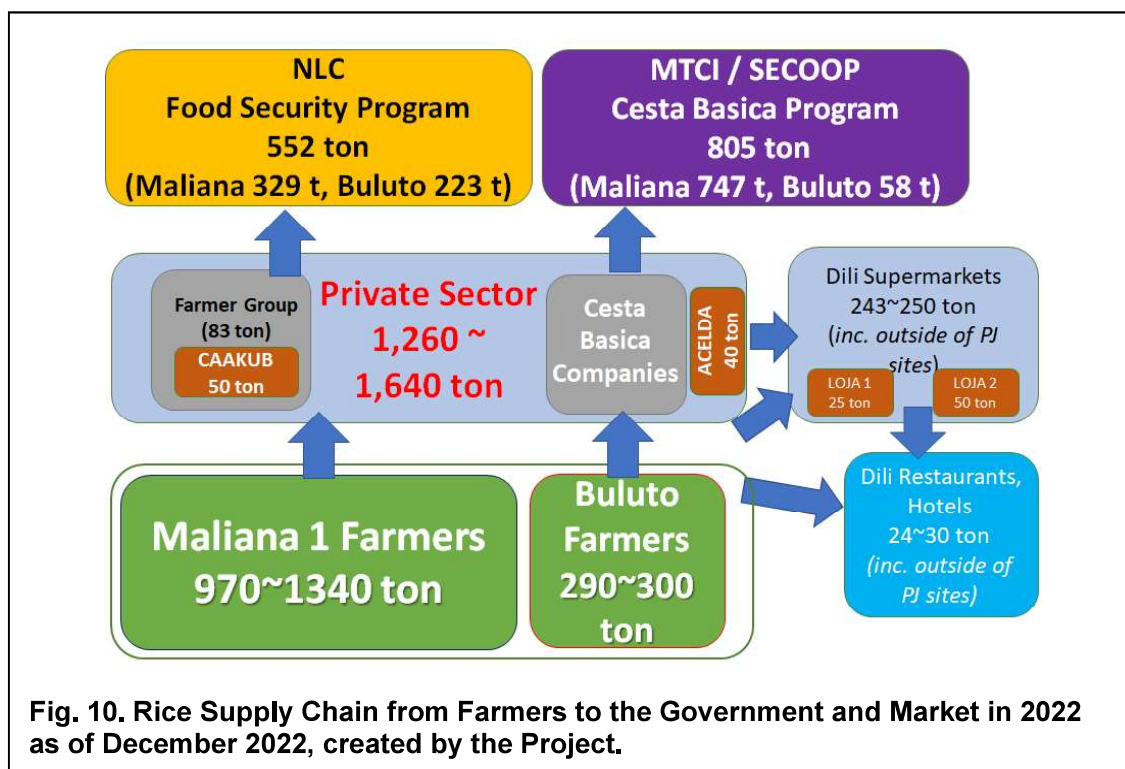 NLC
Food Security Program
552 ton
(Maliana 329 t, Buluto 223 t)
MTCI / SECOOP
Cesta Basica Program
805 ton
(Maliana 747 t, Buluto 58 t)
Farmer Group
(83 ton)
CAAKUB
50 ton
Private Sector
1,260 ~
1,640 ton
Cesta
Basica
Companies
ACELDA
40 ton
Dili Supermarkets
243~250 ton
(inc. outside of PJ
sites)
LOJA 1
25 ton
LOJA 2
50 ton
Maliana 1 Farmers
970~1340 ton
Buluto
Farmers
290~300
ton
Dili Restaurants,
Hotels
24~30 ton
(inc. outside of
PJ sites)
Fig. 10. Rice Supply Chain from Farmers to the Government and Market in 2022
as of December 2022, created by the Project.